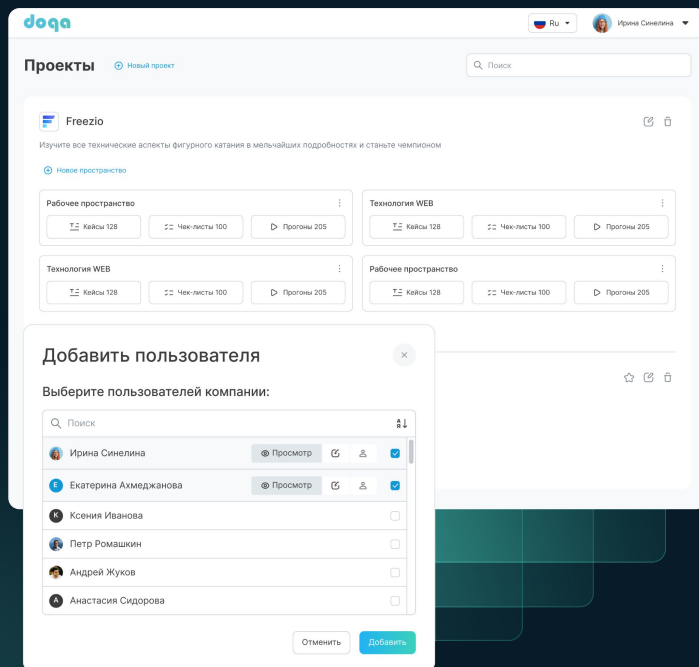 doqa
Ru
Ирина Синелина
Проекты
Новый проект
Поиск
Freezio
Изучите все технические аспекты фигурного катания в мельчайших подробностях и станьте чемпионом
Новое пространство
Рабочее пространство
Кейсы 128
Чек-листы 100
Прогоны 205
Технология WEB
Кейсы 128
Чек-листы 100
Прогоны 205
Технология WEB
Кейсы 128
Чек-листы 100
Прогоны 205
Рабочее пространство
Кейсы 128
Чек-листы 100
Прогоны 205
Добавить пользователя
Выберите пользователей компании:
Поиск
Ирина Синелина
Просмотр
Е Екатерина Ахмеджанова
Просмотр
К Ксения Иванова
Петр Ромашкин
Андрей Жуков
А Анастасия Сидорова
Отменить
Добавить